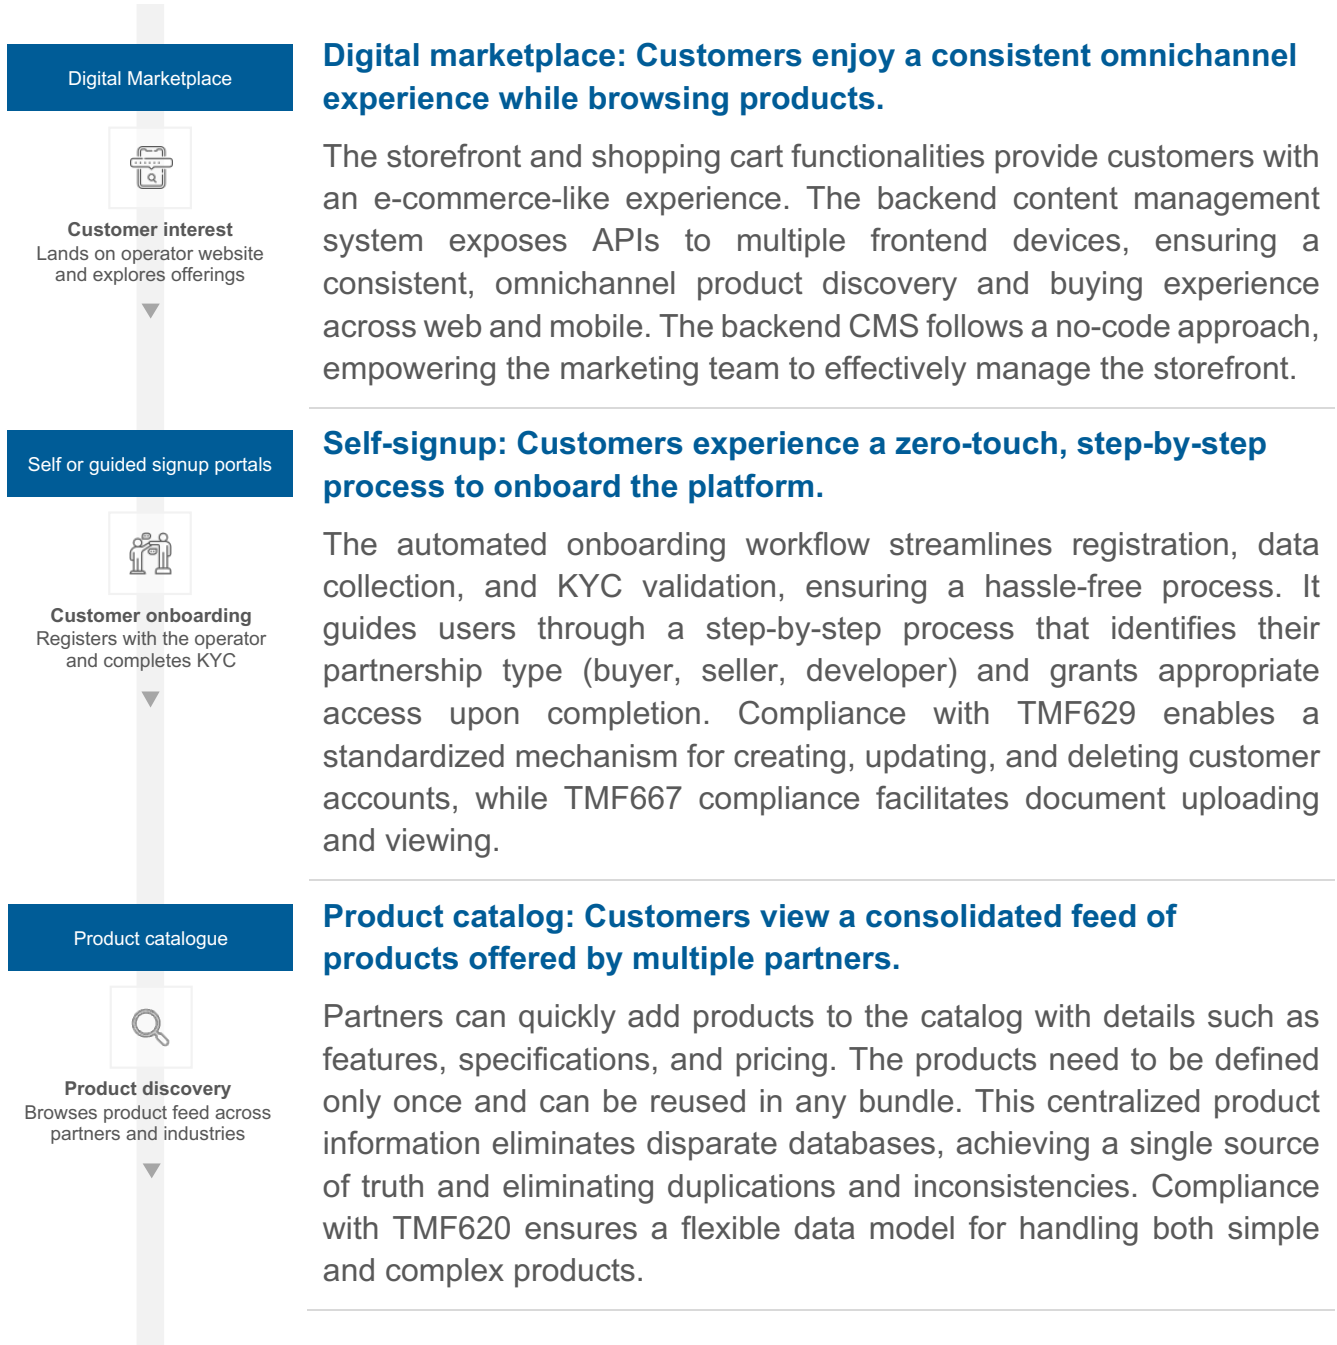 Digital Marketplace
Customer interest
Lands on operator website
and explores offerings
Digital marketplace: Customers enjoy a consistent omnichannel
experience while browsing products.
The storefront and shopping cart functionalities provide customers with
an e-commerce-like experience. The backend content management
system exposes APIs to multiple frontend devices, ensuring a
consistent, omnichannel product discovery and buying experience
across web and mobile. The backend CMS follows a no-code approach,
empowering the marketing team to effectively manage the storefront.
Self or guided signup portals
Customer onboarding
Registers with the operator
and completes KYC
Self-signup: Customers experience a zero-touch, step-by-step
process to onboard the platform.
The automated onboarding workflow streamlines registration, data
collection, and KYC validation, ensuring a hassle-free process. It
guides users through a step-by-step process that identifies their
partnership type (buyer, seller, developer) and grants appropriate
access upon completion. Compliance with TMF629 enables a
standardized mechanism for creating, updating, and deleting customer
accounts, while TMF667 compliance facilitates document uploading
and viewing.
Product catalogue
Product discovery
Browses product feed across
partners and industries
Product catalog: Customers view a consolidated feed of
products offered by multiple partners.
Partners can quickly add products to the catalog with details such as
features, specifications, and pricing. The products need to be defined
only once and can be reused in any bundle. This centralized product
information eliminates disparate databases, achieving a single source
of truth and eliminating duplications and inconsistencies. Compliance
with TMF620 ensures a flexible data model for handling both simple
and complex products.